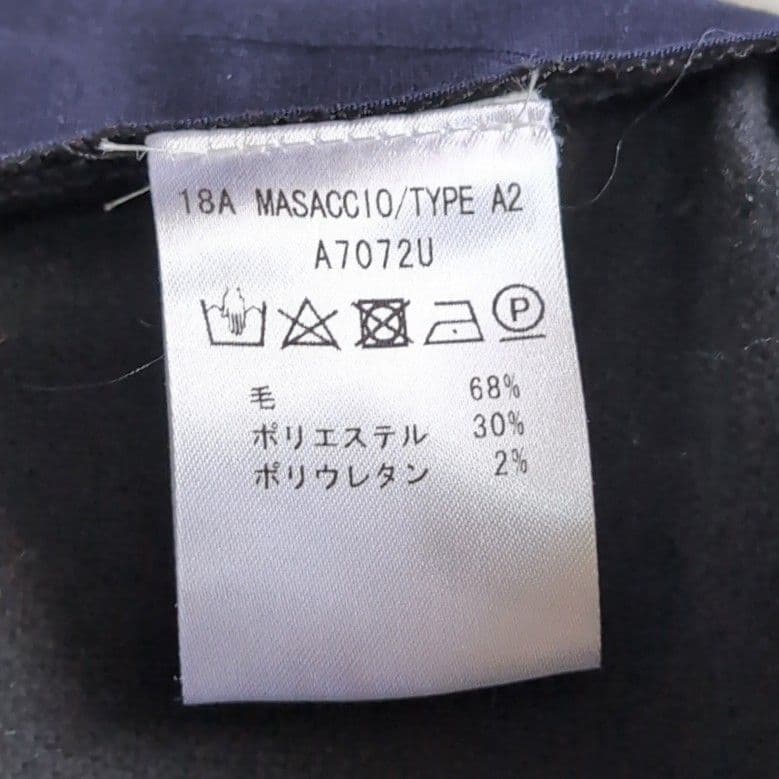 18A MASACCIO/TYPE A2
A7072U
P
毛 68%
ポリエステル 30%
ポリウレタン 2%